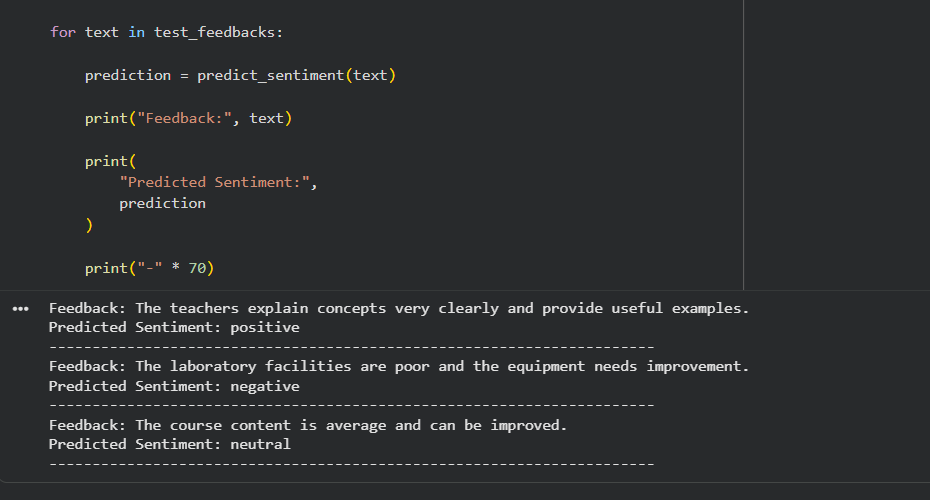 for text in test_feedbacks:
prediction = predict_sentiment(text)
print("Feedback:", text)
print(
"Predicted Sentiment:",
prediction
)
print("-" * 70)
Feedback: The teachers explain concepts very clearly and provide useful examples.
Predicted Sentiment: positive
----------------------------------------------------------------------
Feedback: The laboratory facilities are poor and the equipment needs improvement.
Predicted Sentiment: negative
----------------------------------------------------------------------
Feedback: The course content is average and can be improved.
Predicted Sentiment: neutral
----------------------------------------------------------------------